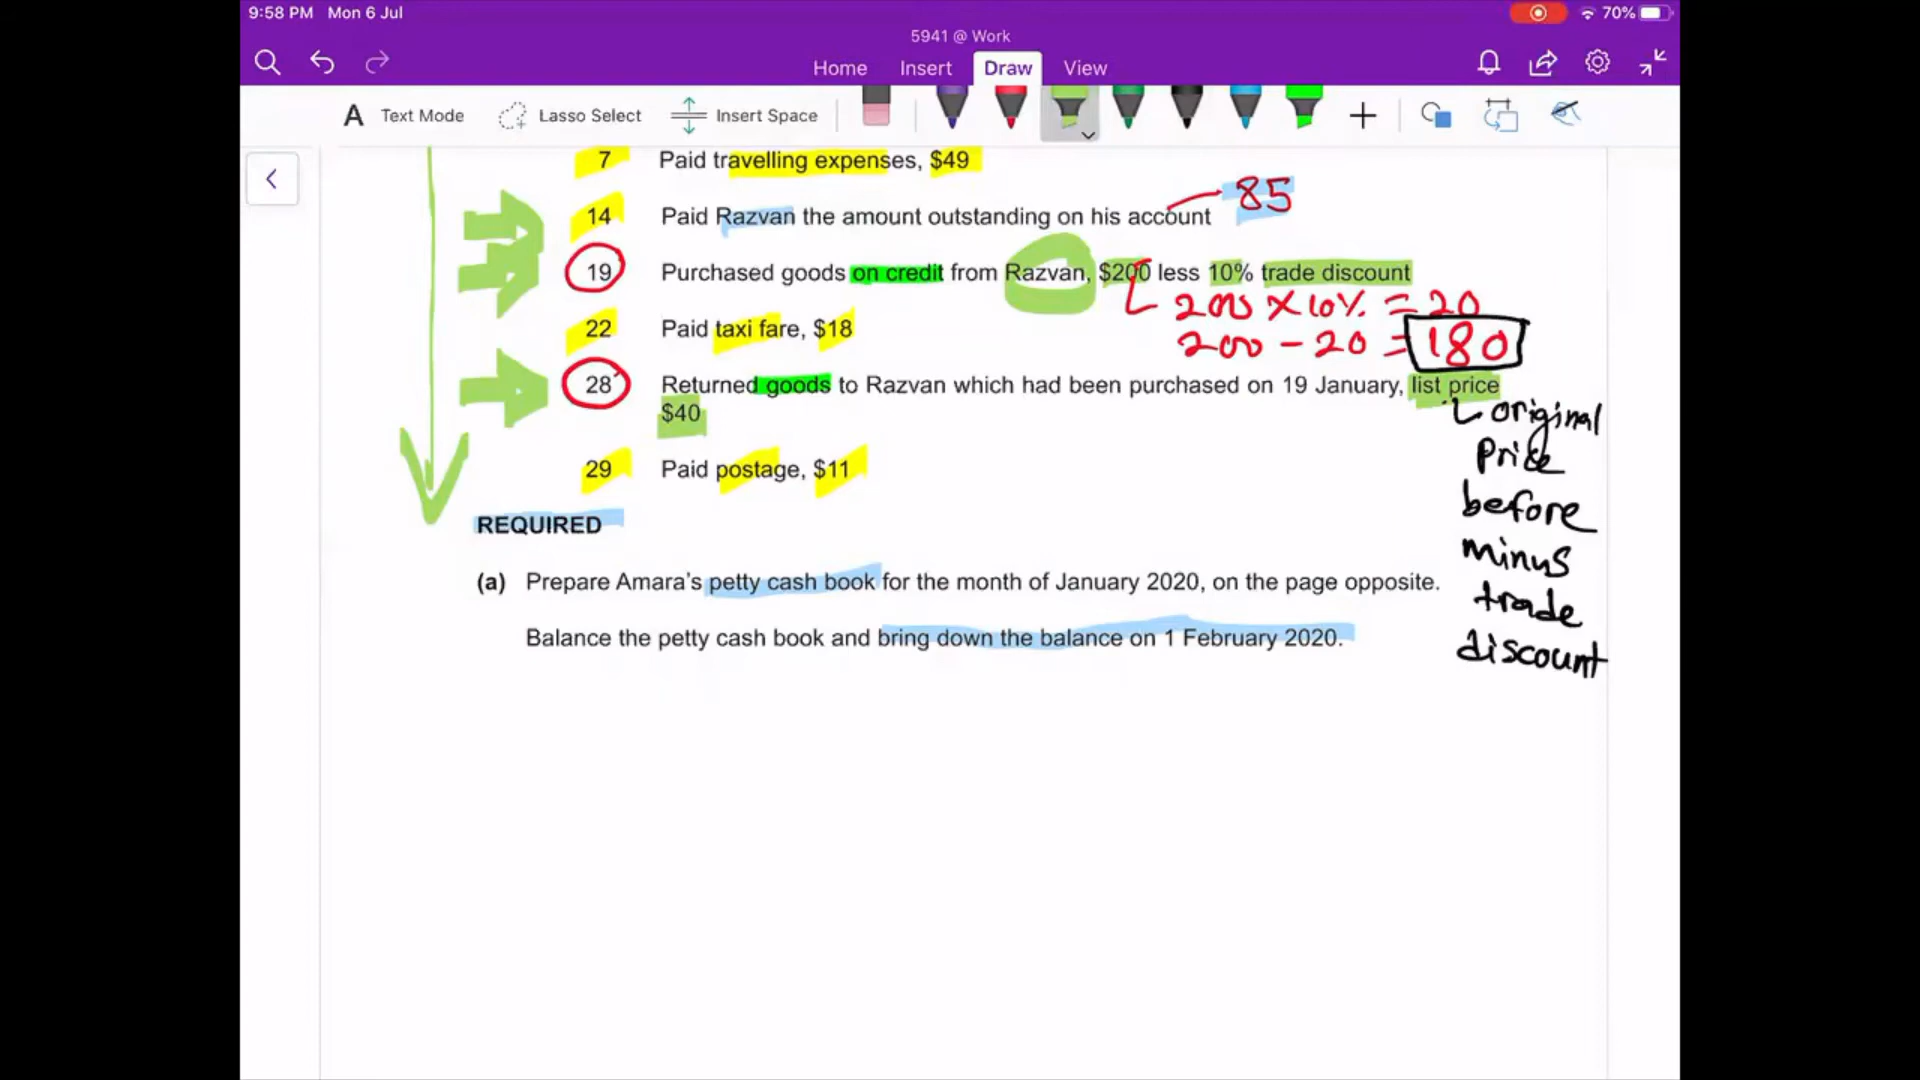 9:58 PM Mon 6 Jul
70%
5941 @ Work
Home Insert Draw View
A Text Mode Lasso Select Insert Space
7 Paid travelling expenses, $49
85
14 Paid Razvan the amount outstanding on his account
19 Purchased goods on credit from Razvan, $200 less 10% trade discount
200 X 10% = 20
22 Paid taxi fare, $18
200 - 20 = 180
28 Returned goods to Razvan which had been purchased on 19 January, list price
$40
original
Price
before
minus
trade
discount
29 Paid postage, $11
REQUIRED
(a) Prepare Amara's petty cash book for the month of January 2020, on the page opposite.
Balance the petty cash book and bring down the balance on 1 February 2020.